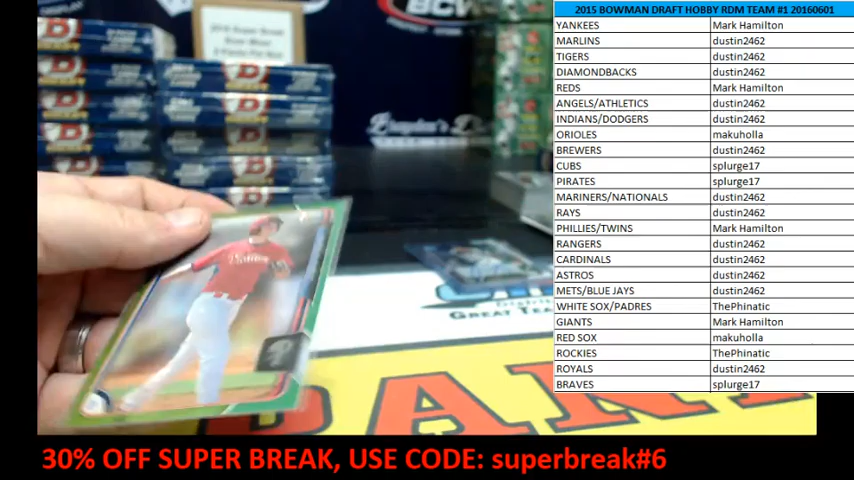 2015 BOWMAN DRAFT HOBBY RDM TEAM #1 20160601
YANKEES Mark Hamilton
MARLINS dustin2462
TIGERS dustin2462
DIAMONDBACKS dustin2462
REDS Mark Hamilton
ANGELS/ATHLETICS dustin2462
INDIANS/DODGERS dustin2462
ORIOLES makuholla
BREWERS dustin2462
CUBS splurge17
PIRATES splurge17
MARINERS/NATIONALS dustin2462
RAYS dustin2462
PHILLIES/TWINS Mark Hamilton
RANGERS dustin2462
CARDINALS dustin2462
ASTROS dustin2462
METS/BLUE JAYS dustin2462
WHITE SOX/PADRES ThePhinatic
GIANTS Mark Hamilton
RED SOX makuholla
ROCKIES ThePhinatic
ROYALS dustin2462
BRAVES splurge17
BCW
GREAT
30% OFF SUPER BREAK, USE CODE: superbreak#6